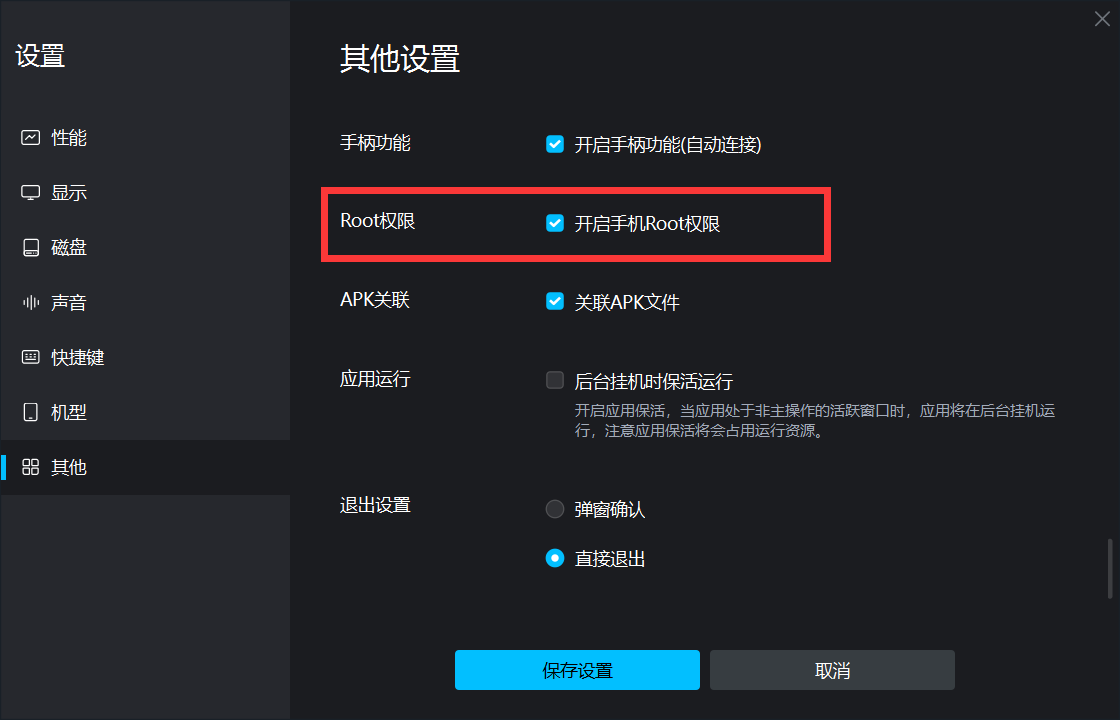 设置
性能
显示
磁盘
声音
快捷键
机型
其他
其他设置
手柄功能
开启手柄功能(自动连接)
Root权限
开启手机Root权限
APK关联
关联APK文件
应用运行
后台挂机时保活运行
开启应用保活，当应用处于非主操作的活跃窗口时，应用将在后台挂机运
行，注意应用保活将会占用运行资源。
退出设置
弹窗确认
直接退出
保存设置
取消